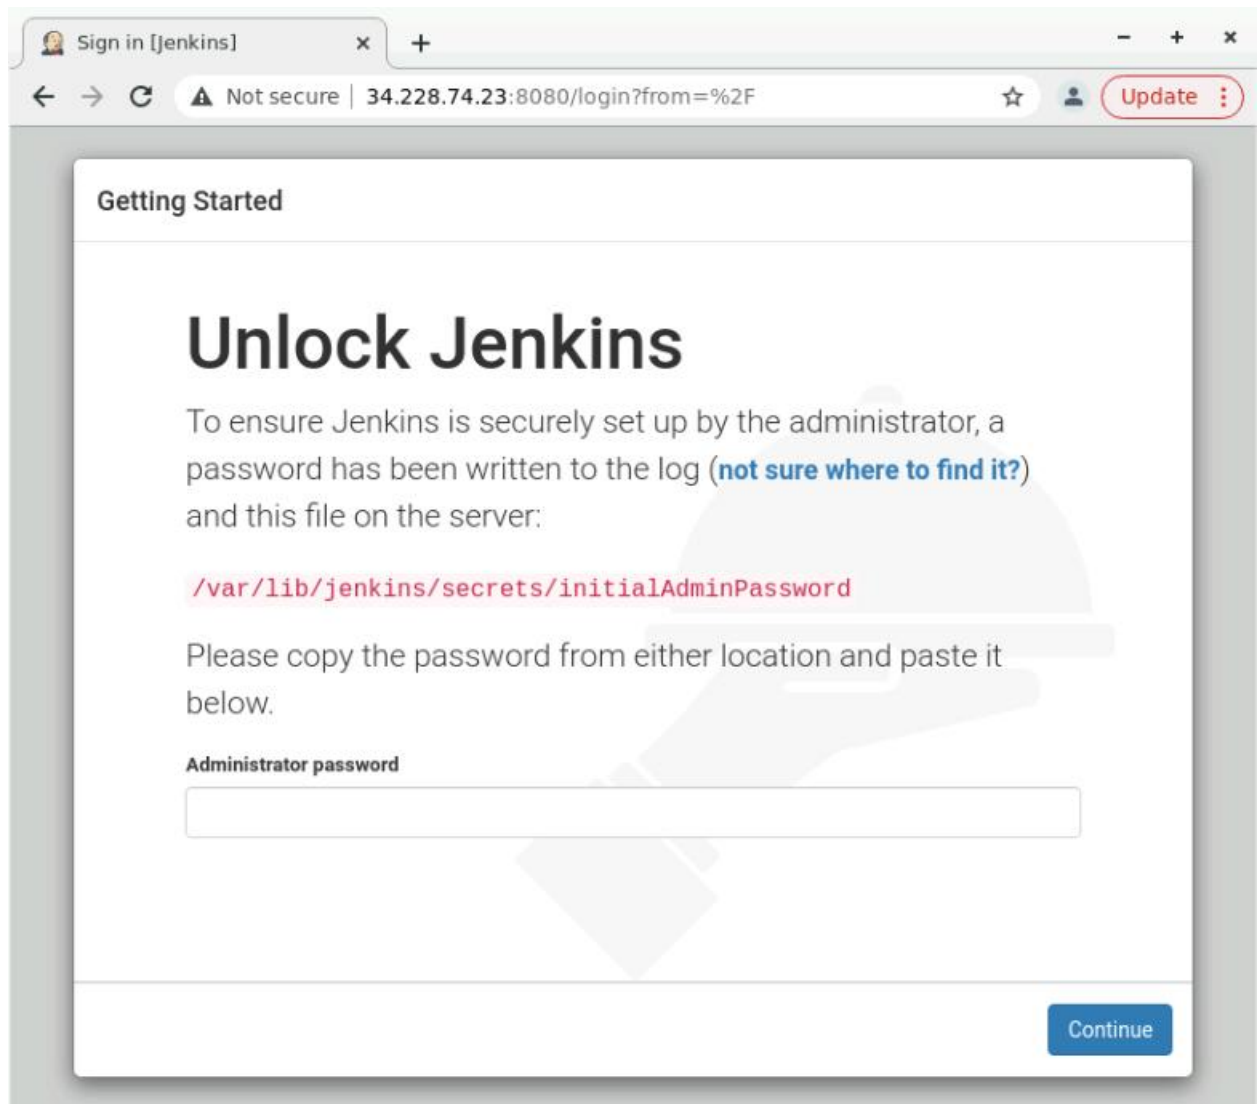 Sign in [Jenkins]
Not secure | 34.228.74.23:8080/login?from=%2F
Update
Getting Started
Unlock Jenkins
To ensure Jenkins is securely set up by the administrator, a
password has been written to the log (not sure where to find it?)
and this file on the server:
/var/lib/jenkins/secrets/initialAdminPassword
Please copy the password from either location and paste it
below.
Administrator password
Continue